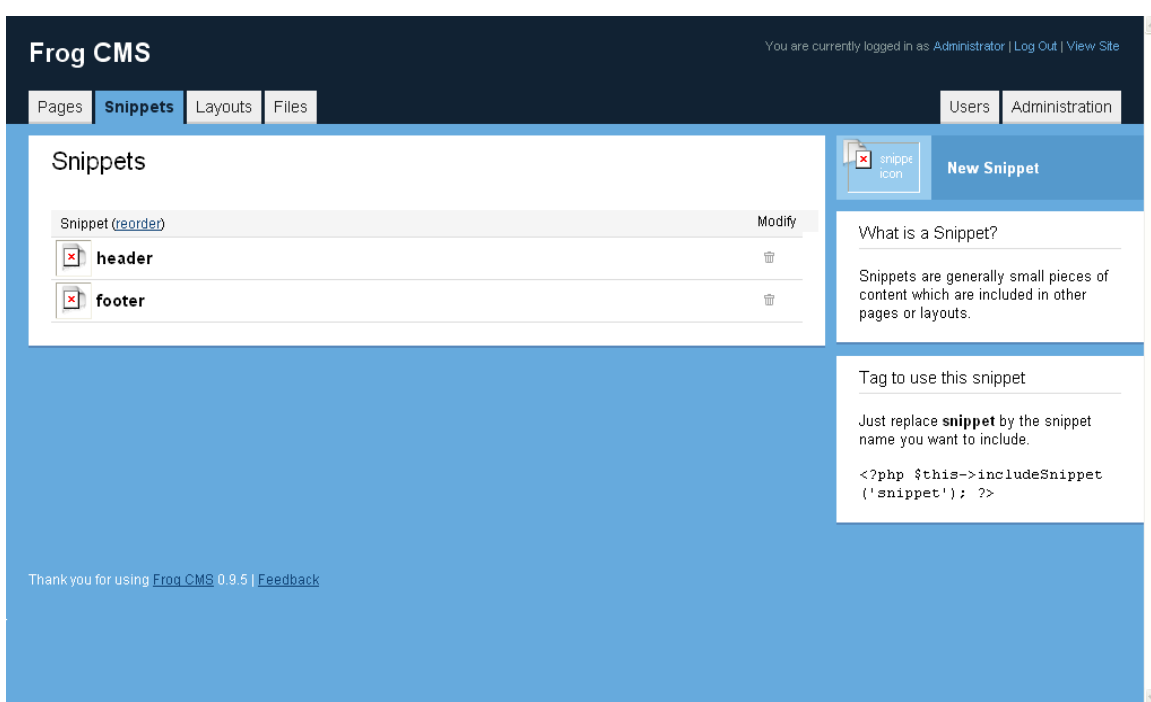 Frog CMS
You are currently logged in as Administrator | Log Out | View Site
Pages Snippets Layouts Files Users Administration
Snippets
Snippet (reorder) Modify
header
footer
snippe
icon
New Snippet
What is a Snippet?
Snippets are generally small pieces of
content which are included in other
pages or layouts.
Tag to use this snippet
Just replace snippet by the snippet
name you want to include.
<?php $this->includeSnippet
('snippet'); ?>
Thank you for using Frog CMS 0.9.5 | Feedback